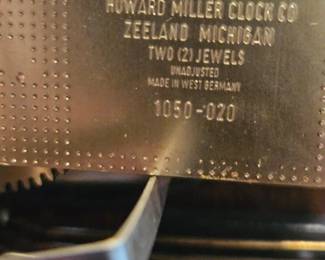 HOWARD MILLER CLOCK CO
ZEELAND MICHIGAN
TWO (2) JEWELS
UNADJUSTED
MADE IN WEST GERMANY
1050-020